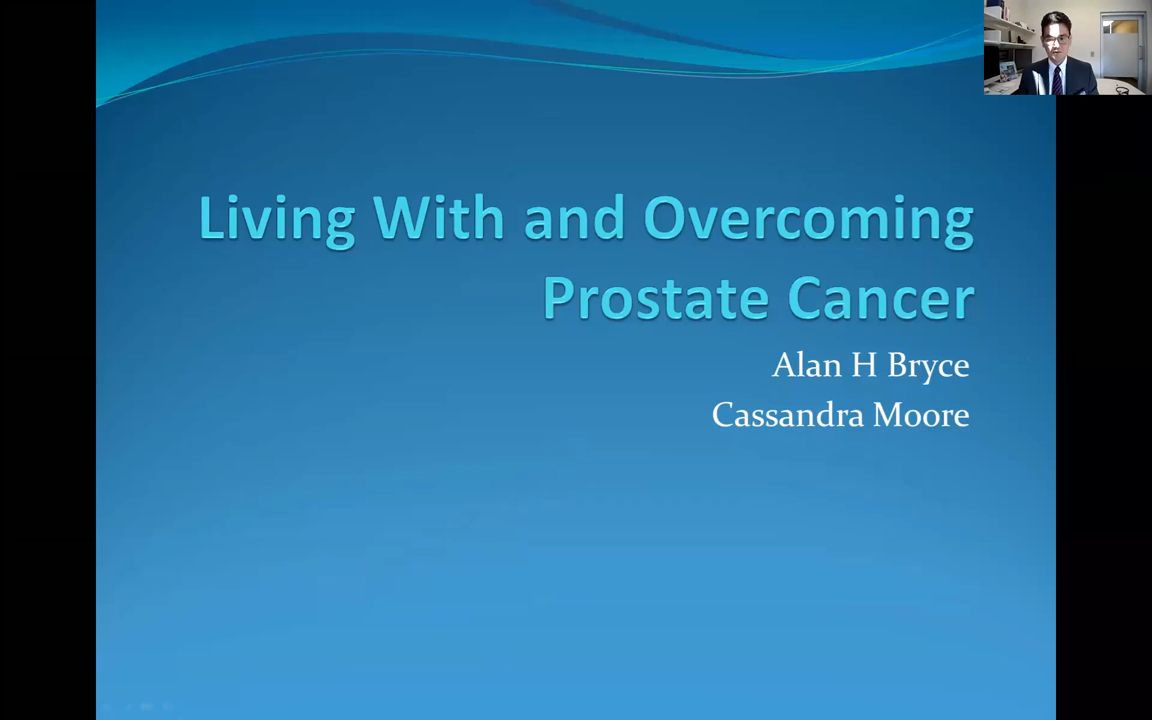 Living With and Overcoming
Prostate Cancer
Alan H Bryce
Cassandra Moore